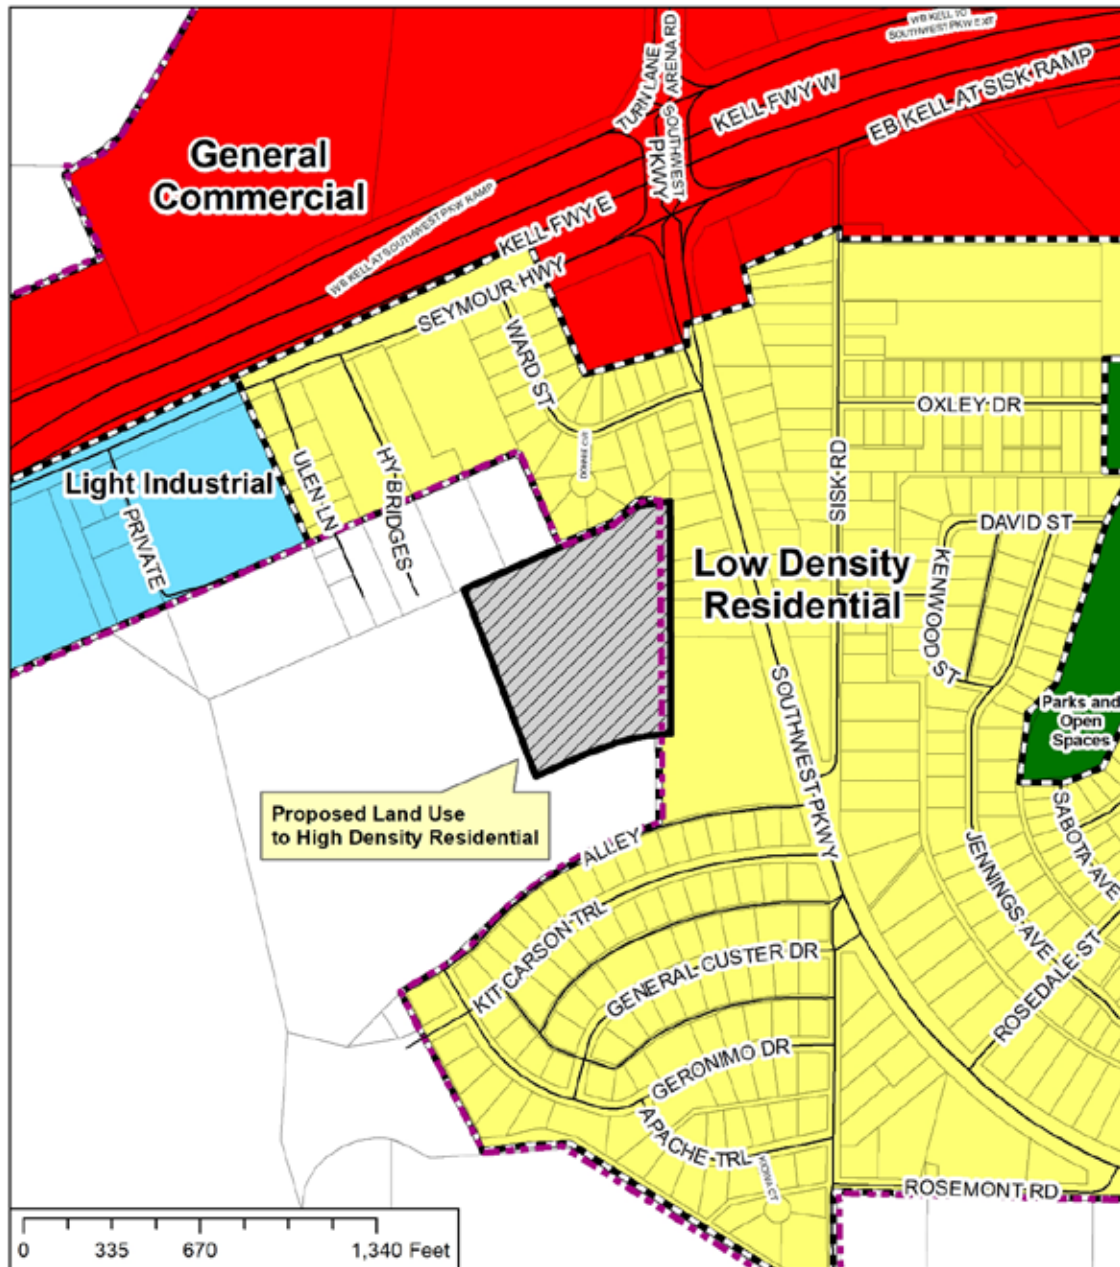 WB KELL TO
SOUTHWEST PKW EXT
TURN LANE
ARENA RD
SOUTHWEST
PKWY
KELL FWY W
EB KELL AT SISK RAMP
General
Commercial
WB KELL AT SOUTHWEST PKW RAMP
KELL FWY E
SEYMOUR HWY
WARD ST
OXLEY DR
SISK RD
ULEN LN
HY-BRIDGES
Light Industrial
PRIVATE
DAVID ST
KENWOOD ST
Low Density
Residential
Parks and
Open
Spaces
SOUTHWEST PKWY
Proposed Land Use
to High Density Residential
ALLEY
SABOTA AVE
JENNINGS AVE
KIT CARSON TRL
GENERAL CUSTER DR
ROSEDALE ST
GERONIMO DR
APACHE TRL
KIOWA CT
ROSEMONT RD
0 335 670 1,340 Feet